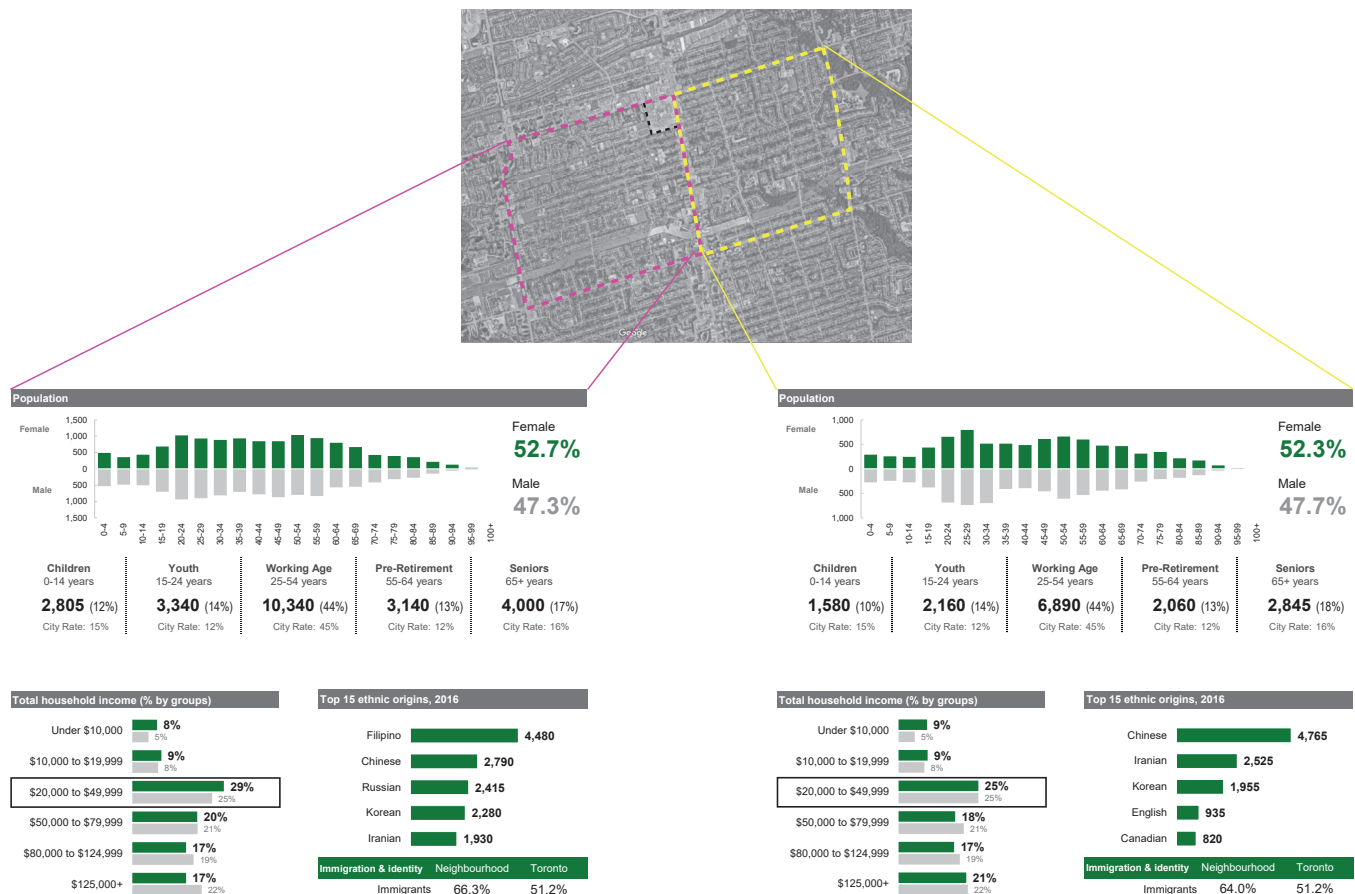 Google
Population
Female
Male
1,500
1,000
500
0
500
1,000
1,500
0-4
5-9
10-14
15-19
20-24
25-29
30-34
35-39
40-44
45-49
50-54
55-59
60-64
65-69
70-74
75-79
80-84
85-89
90-94
95-99
100+
Female
52.7%
Male
47.3%
Children
0-14 years
2,805 (12%)
City Rate: 15%
Youth
15-24 years
3,340 (14%)
City Rate: 12%
Working Age
25-54 years
10,340 (44%)
City Rate: 45%
Pre-Retirement
55-64 years
3,140 (13%)
City Rate: 12%
Seniors
65+ years
4,000 (17%)
City Rate: 16%
Total household income (% by groups)
Under $10,000 8%
5%
$10,000 to $19,999 9%
8%
$20,000 to $49,999 29%
25%
$50,000 to $79,999 20%
21%
$80,000 to $124,999 17%
19%
$125,000+ 17%
22%
Top 15 ethnic origins, 2016
Filipino 4,480
Chinese 2,790
Russian 2,415
Korean 2,280
Iranian 1,930
Immigration & identity Neighbourhood Toronto
Immigrants 66.3% 51.2%
Population
Female
Male
1,000
500
0
500
1,000
0-4
5-9
10-14
15-19
20-24
25-29
30-34
35-39
40-44
45-49
50-54
55-59
60-64
65-69
70-74
75-79
80-84
85-89
90-94
95-99
100+
Female
52.3%
Male
47.7%
Children
0-14 years
1,580 (10%)
City Rate: 15%
Youth
15-24 years
2,160 (14%)
City Rate: 12%
Working Age
25-54 years
6,890 (44%)
City Rate: 45%
Pre-Retirement
55-64 years
2,060 (13%)
City Rate: 12%
Seniors
65+ years
2,845 (18%)
City Rate: 16%
Total household income (% by groups)
Under $10,000 9%
5%
$10,000 to $19,999 9%
8%
$20,000 to $49,999 25%
25%
$50,000 to $79,999 18%
21%
$80,000 to $124,999 17%
19%
$125,000+ 21%
22%
Top 15 ethnic origins, 2016
Chinese 4,765
Iranian 2,525
Korean 1,955
English 935
Canadian 820
Immigration & identity Neighbourhood Toronto
Immigrants 64.0% 51.2%